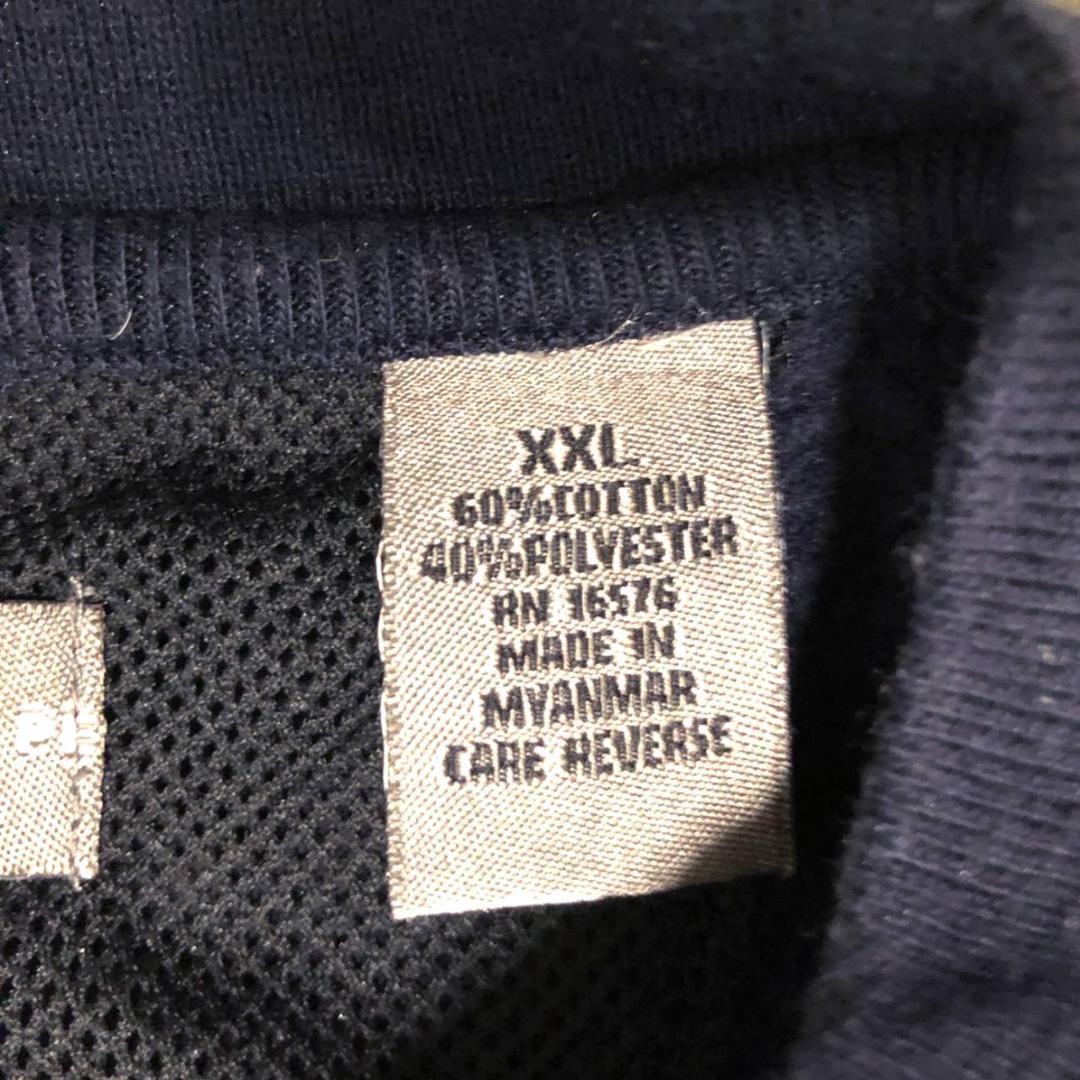 XXL
60%COTTON
40%POLYESTER
RN 16576
MADE IN
MYANMAR
CARE REVERSE